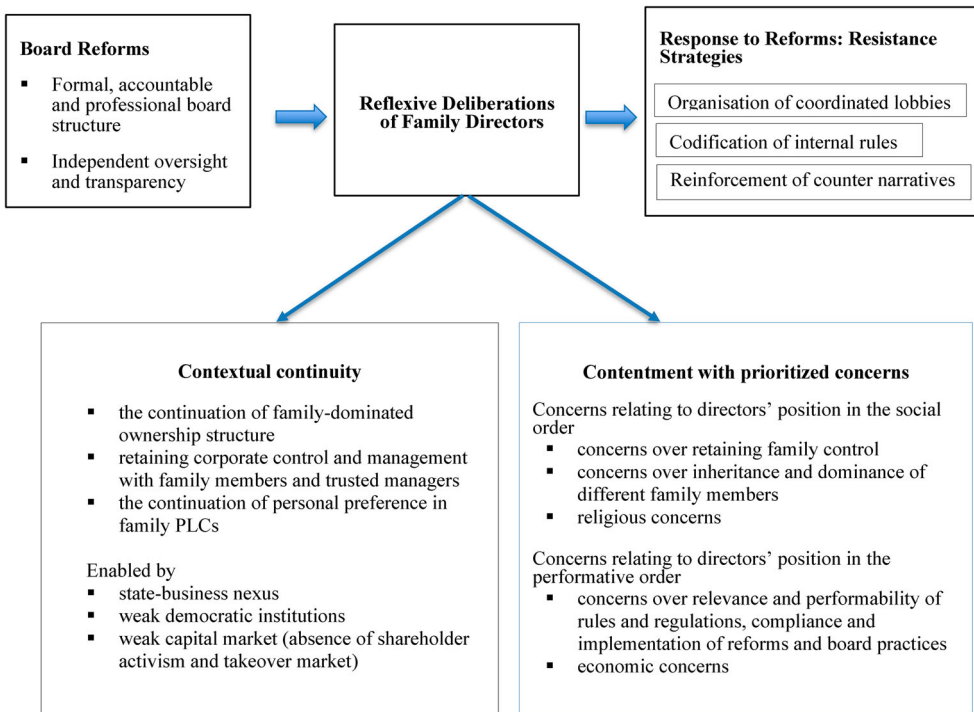 Board Reforms
▪ Formal, accountable
and professional board
structure
▪ Independent oversight
and transparency
Reflexive Deliberations
of Family Directors
Response to Reforms: Resistance
Strategies
Organisation of coordinated lobbies
Codification of internal rules
Reinforcement of counter narratives
Contextual continuity
▪ the continuation of family-dominated
ownership structure
▪ retaining corporate control and management
with family members and trusted managers
▪ the continuation of personal preference in
family PLCs
Enabled by
▪ state-business nexus
▪ weak democratic institutions
▪ weak capital market (absence of shareholder
activism and takeover market)
Contentment with prioritized concerns
Concerns relating to directors’ position in the social
order
▪ concerns over retaining family control
▪ concerns over inheritance and dominance of
different family members
▪ religious concerns
Concerns relating to directors’ position in the
performative order
▪ concerns over relevance and performability of
rules and regulations, compliance and
implementation of reforms and board practices
▪ economic concerns